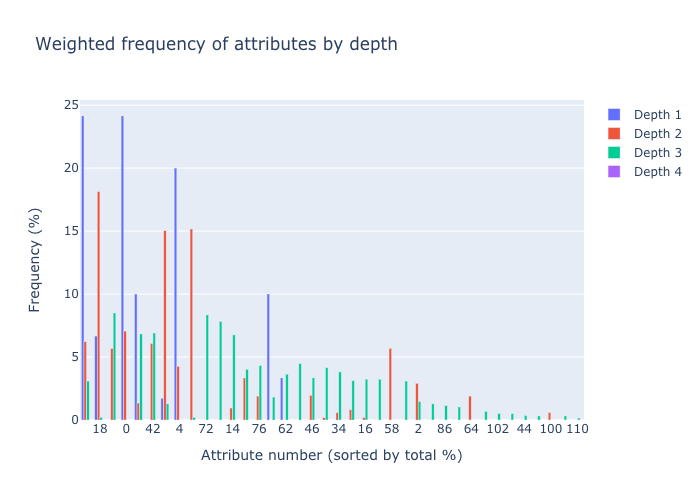 Weighted frequency of attributes by depth
Depth 1
Depth 2
Depth 3
Depth 4
Frequency (%)
25
20
15
10
5
0
18 0 42 4 72 14 76 62 46 34 16 58 2 86 64 102 44 100 110
Attribute number (sorted by total %)